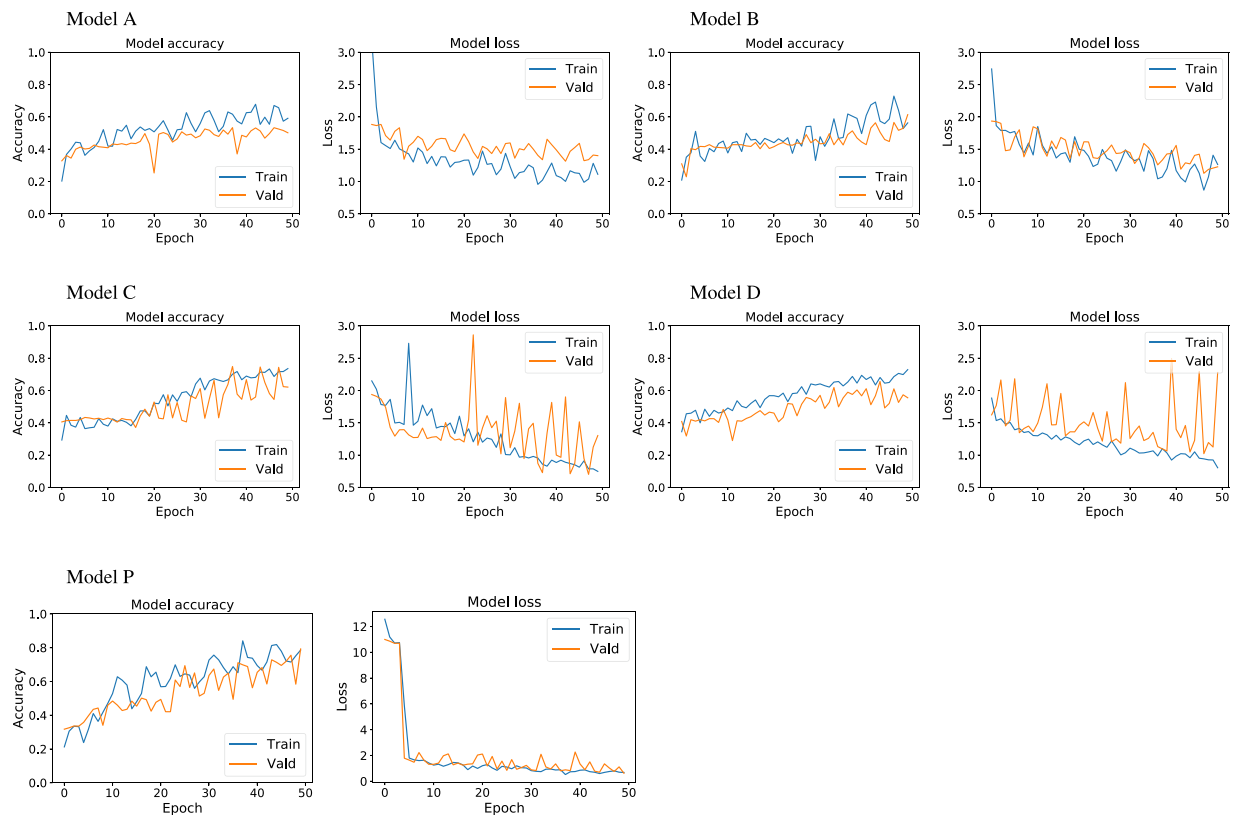 Model A
Model accuracy
1.0
0.8
0.6
0.4
0.2
0.0
Accuracy
Train
Vald
0 10 20 30 40 50
Epoch
Model loss
3.0
2.5
2.0
1.5
1.0
0.5
Loss
Train
Vald
0 10 20 30 40 50
Epoch
Model B
Model accuracy
1.0
0.8
0.6
0.4
0.2
0.0
Accuracy
Train
Vald
0 10 20 30 40 50
Epoch
Model loss
3.0
2.5
2.0
1.5
1.0
0.5
Loss
Train
Vald
0 10 20 30 40 50
Epoch
Model C
Model accuracy
1.0
0.8
0.6
0.4
0.2
0.0
Accuracy
Train
Vald
0 10 20 30 40 50
Epoch
Model loss
3.0
2.5
2.0
1.5
1.0
0.5
Loss
Train
Vald
0 10 20 30 40 50
Epoch
Model D
Model accuracy
1.0
0.8
0.6
0.4
0.2
0.0
Accuracy
Train
Vald
0 10 20 30 40 50
Epoch
Model loss
3.0
2.5
2.0
1.5
1.0
0.5
Loss
Train
Vald
0 10 20 30 40 50
Epoch
Model P
Model accuracy
1.0
0.8
0.6
0.4
0.2
0.0
Accuracy
Train
Vald
0 10 20 30 40 50
Epoch
Model loss
12
10
8
6
4
2
0
Loss
Train
Vald
0 10 20 30 40 50
Epoch